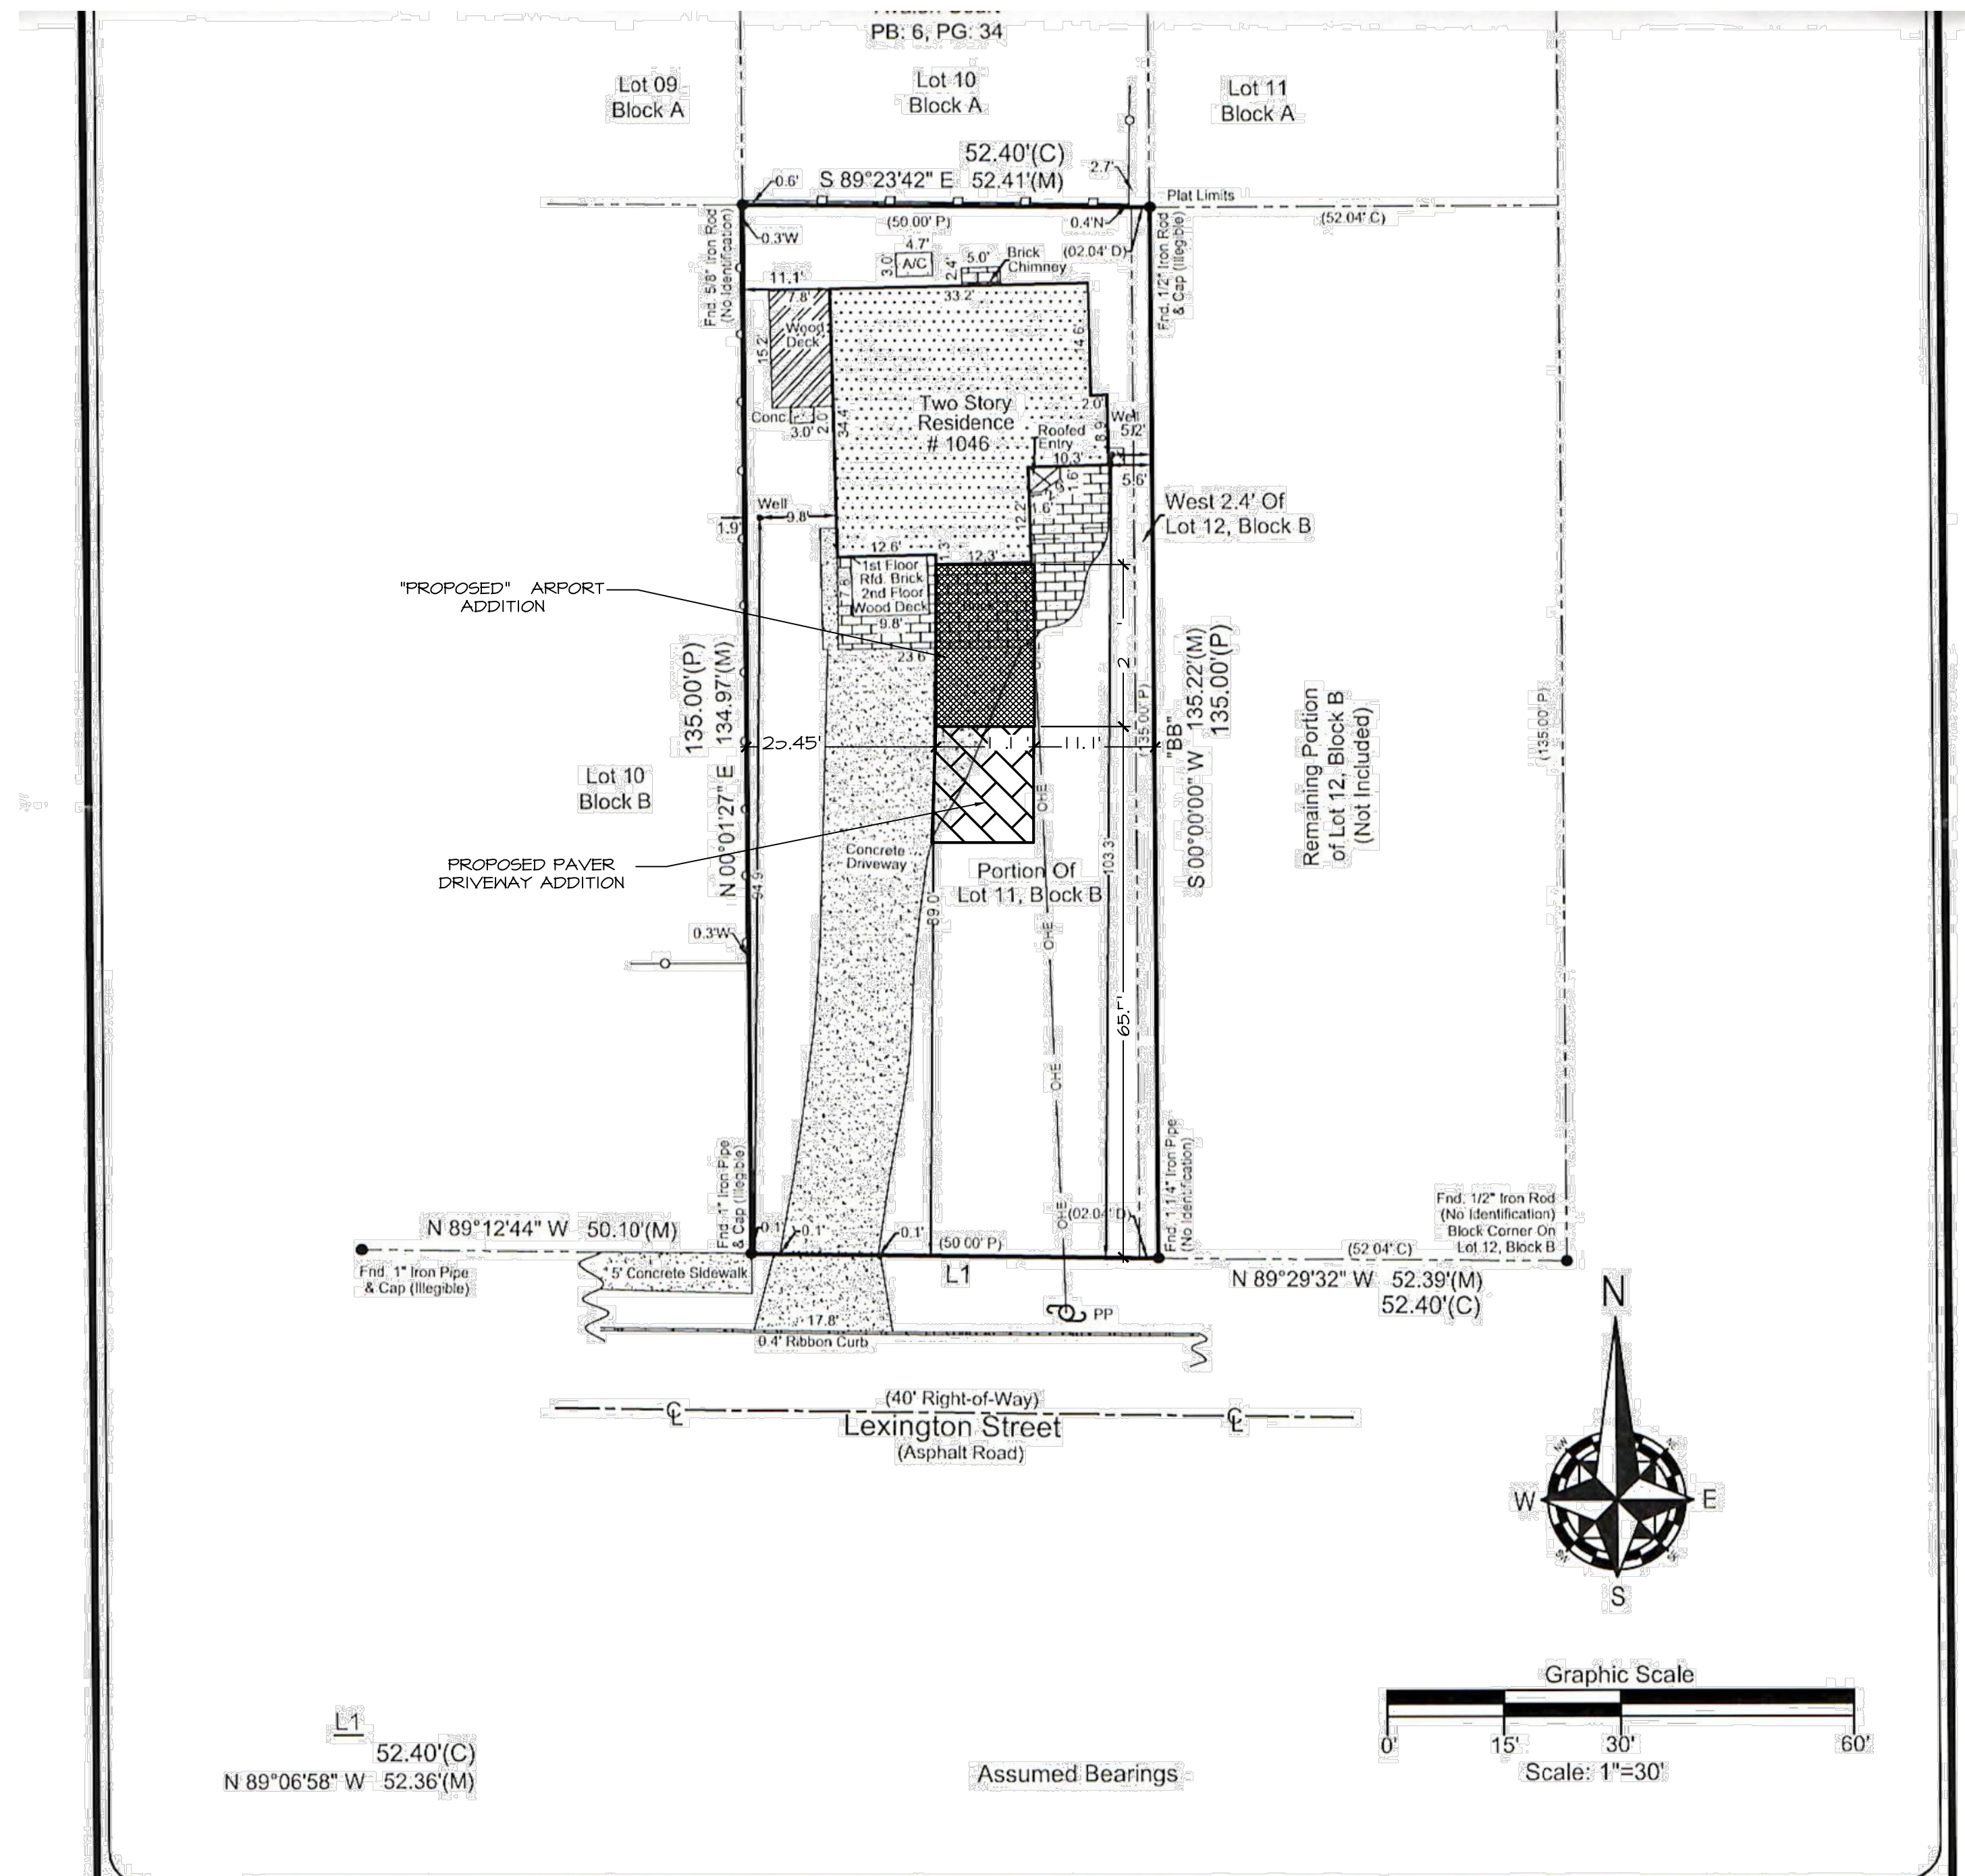 PB: 6, PG: 34
Lot 09
Block A
Lot 10
Block A
Lot 11
Block A
52.40'(C)
S 89°23'42" E 52.41'(M)
0.6'
2.7'
Plat Limits
(50.00' P)
0.4'N
(52.04' C)
0.3'W
(02.04' D)
Fnd. 5/8" Iron Rod
(No Identification)
Fnd. 1/2" Iron Rod
& Cap (Illegible)
4.7'
3.0'
A/C
2.4'
5.0'
Brick
Chimney
11.1'
7.8'
33.2'
Wood
Deck
15.2'
14.6'
Conc.
3.0'
2.0'
34.4'
Two Story
Residence
# 1046
2.0'
8.9'
Well
5.2'
Roofed
Entry
10.3'
1.6'
5.6'
1.6'
12.2'
Well
9.8'
1.9'
West 2.4' Of
Lot 12, Block B
12.6'
1.3'
12.3'
1st Floor
Rfd. Brick
2nd Floor
Wood Deck
7.8'
9.8'
23.6'
"PROPOSED" ARPORT
ADDITION
135.00'(P)
N 00°01'27" E 134.97'(M)
S 00°00'00" W 135.22'(M)
135.00'(P)
"BB"
(135.00' P)
(135.00' P)
Remaining Portion
of Lot 12, Block B
(Not Included)
11.1'
Lot 10
Block B
PROPOSED PAVER
DRIVEWAY ADDITION
Concrete
Driveway
OHE
OHE
OHE
OHE
OHE
Portion Of
Lot 11, Block B
94.9'
103.3'
0.3'W
Fnd. 1" Iron Pipe
& Cap (Illegible)
Fnd. 1 1/4" Iron Pipe
(No Identification)
Fnd. 1/2" Iron Rod
(No Identification)
Block Corner On
Lot 12, Block B
N 89°12'44" W 50.10'(M)
0.1'
0.1'
0.1'
(50.00' P)
(02.04' D)
(52.04' C)
Fnd. 1" Iron Pipe
& Cap (Illegible)
5' Concrete Sidewalk
L1
N 89°29'32" W 52.39'(M)
52.40'(C)
PP
17.8'
0.4' Ribbon Curb
(40' Right-of-Way)
Lexington Street
(Asphalt Road)
N
NW
NE
W
E
SW
SE
S
Graphic Scale
0' 15' 30' 60'
Scale: 1"=30'
L1
52.40'(C)
N 89°06'58" W 52.36'(M)
Assumed Bearings